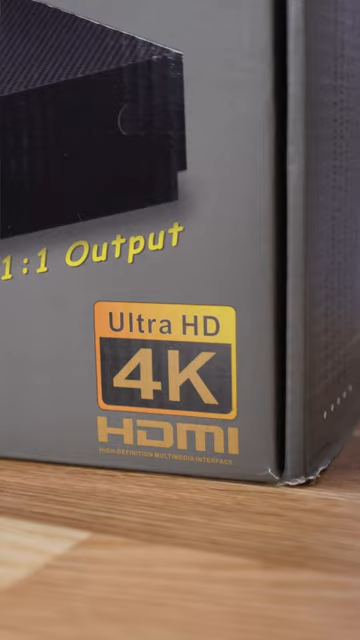 1:1 Output
Ultra HD
4K
HDMI
HIGH-DEFINITION MULTIMEDIA INTERFACE